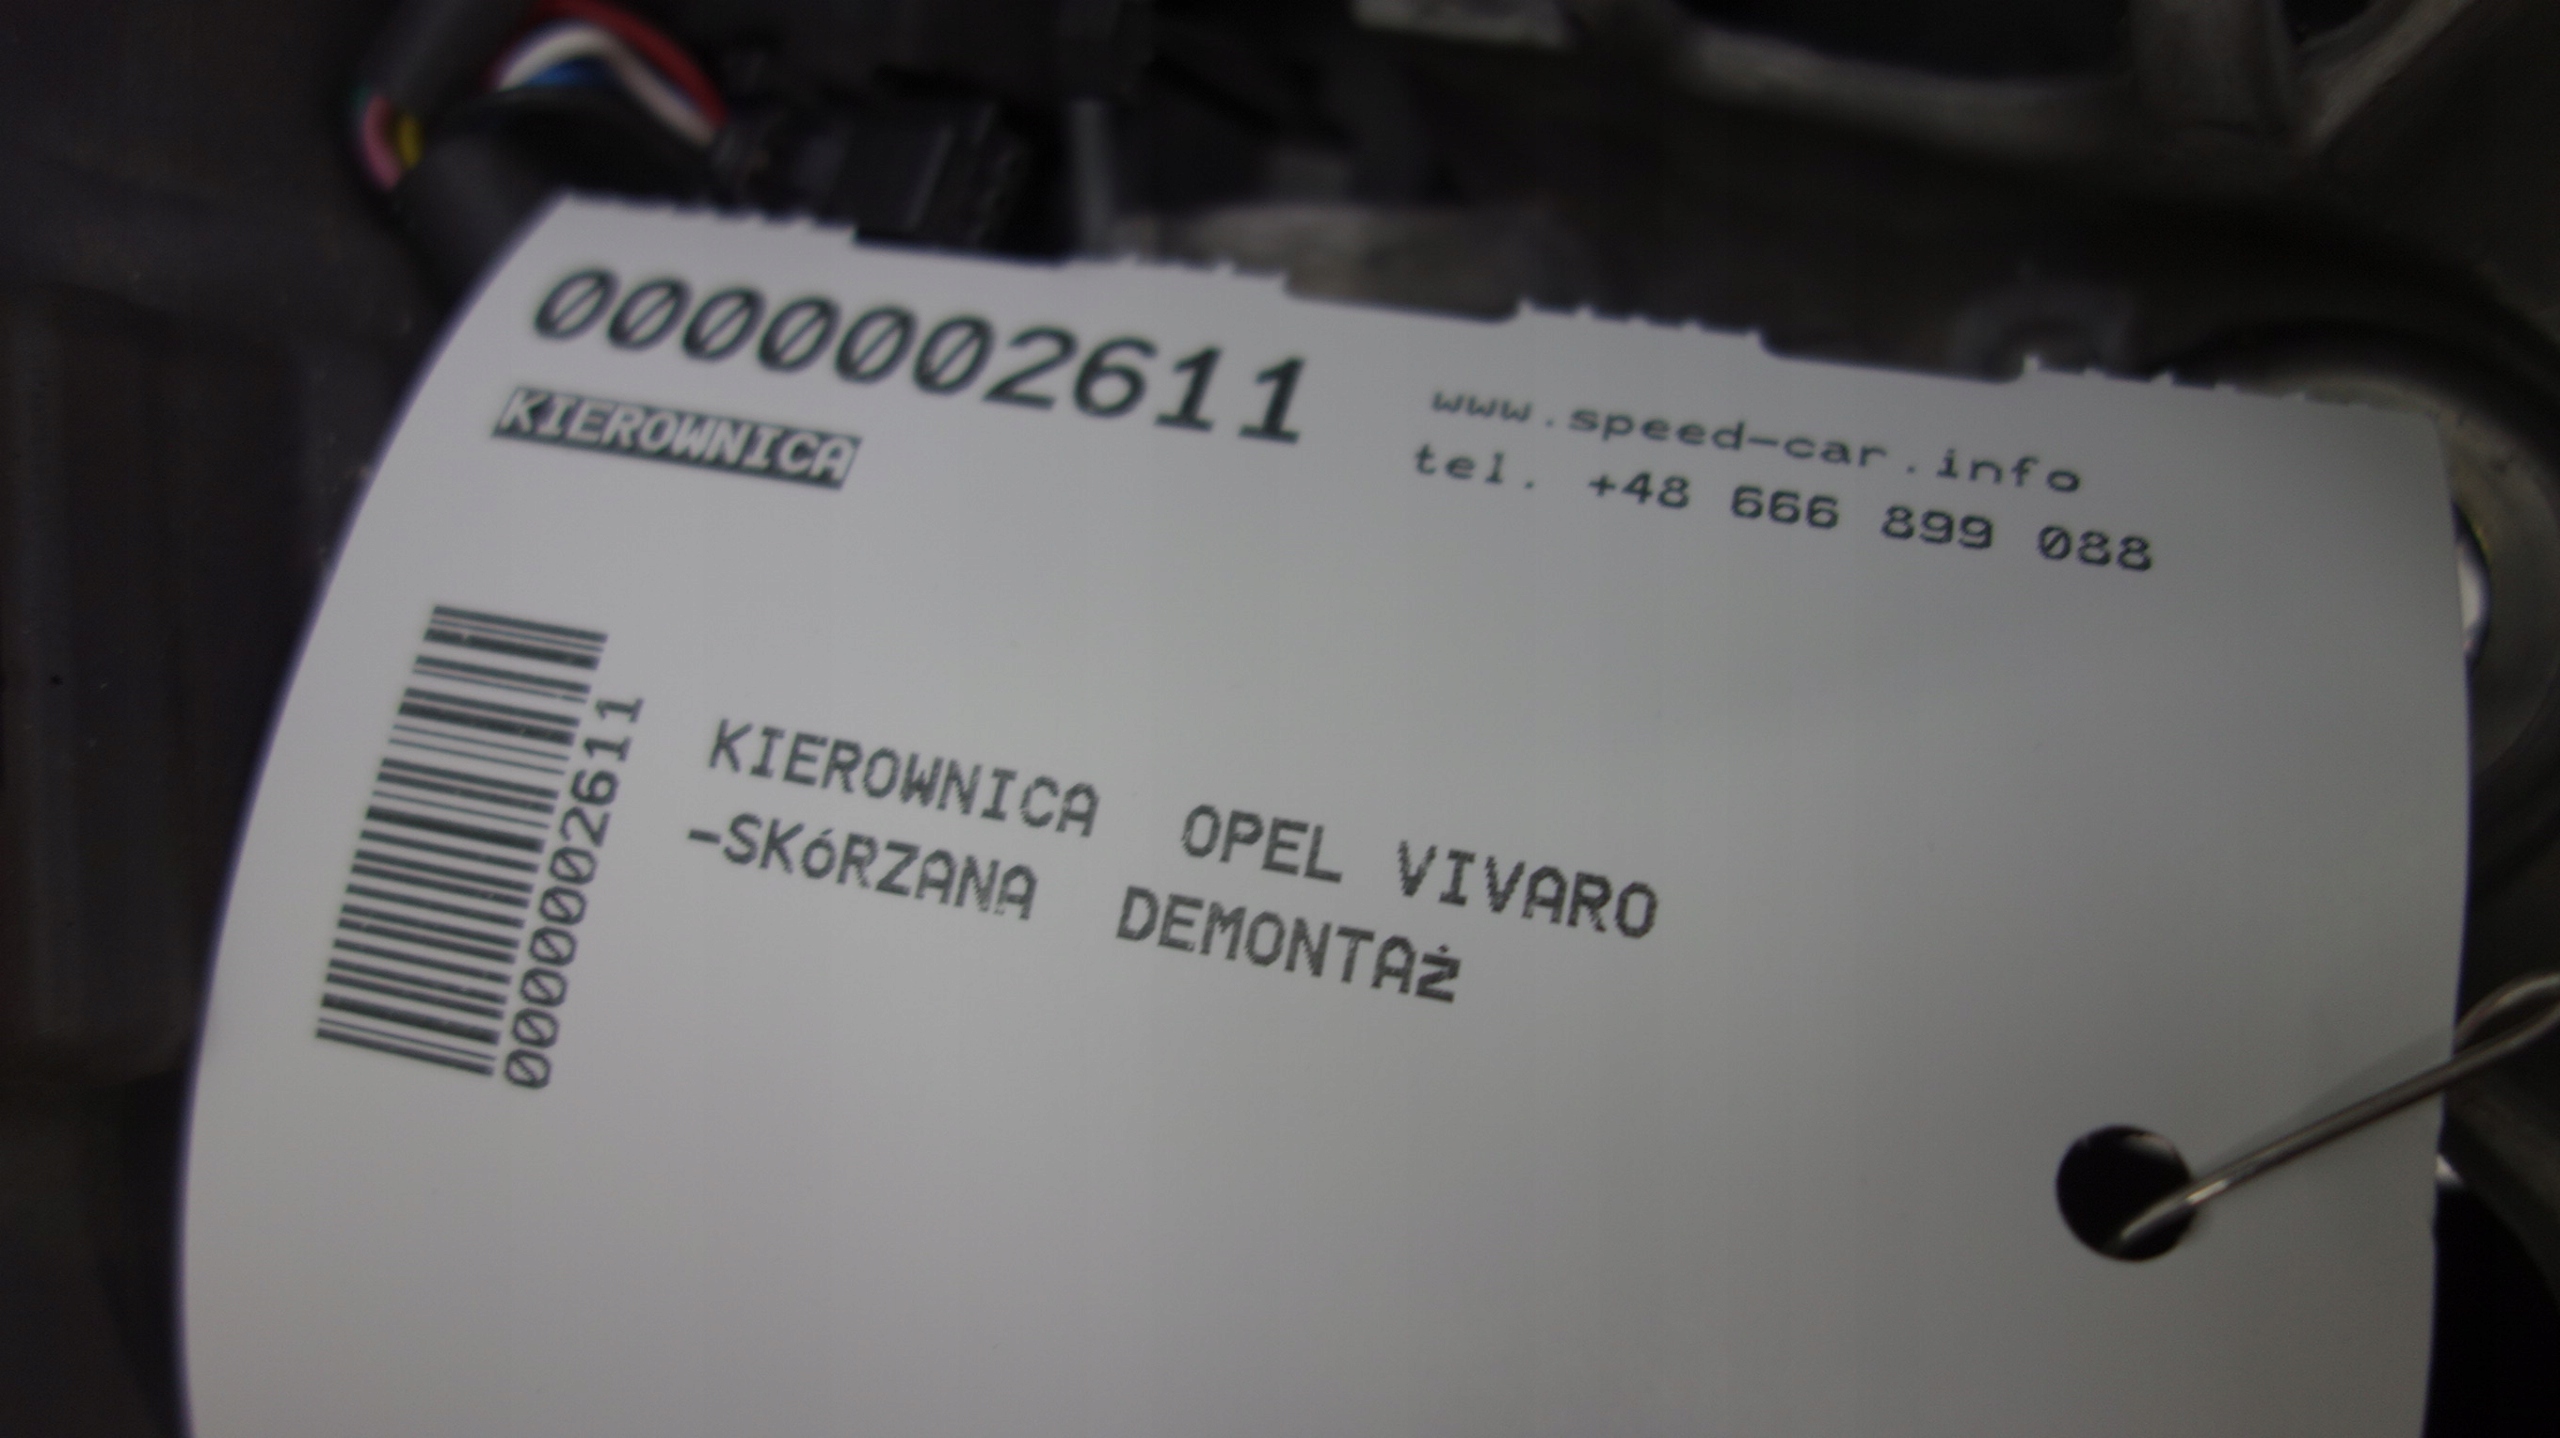 0000002611
KIEROWNICA
www.speed-car.info
tel. +48 666 899 088
0000002611
KIEROWNICA OPEL VIVARO
-SKóRZANA DEMONTAŻ